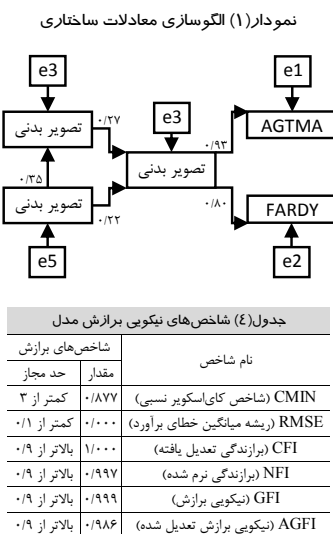 نمودار(۱) الگوسازی معادلات ساختاری
e3
e3
e1
تصویر بدنی
۰/۲۷
۰/۹۳
AGTMA
تصویر بدنی
۰/۳۵
تصویر بدنی
۰/۲۲
۰/۸۰
FARDY
e5
e2
جدول(٤) شاخص‌های نیکویی برازش مدل
نام شاخص
شاخص‌های برازش
مقدار
حد مجاز
CMIN (شاخص کای‌اسکویر نسبی) ۰/۸۷۷ کمتر از ۳
RMSE (ریشه میانگین خطای برآورد) ۰/۰۰۰ کمتر از ۰/۱
CFI (برازندگی تعدیل یافته) ۱/۰۰۰ بالاتر از ۰/۹
NFI (برازندگی نرم شده) ۰/۹۹۷ بالاتر از ۰/۹
GFI (نیکویی برازش) ۰/۹۹۹ بالاتر از ۰/۹
AGFI (نیکویی برازش تعدیل شده) ۰/۹۸۶ بالاتر از ۰/۹